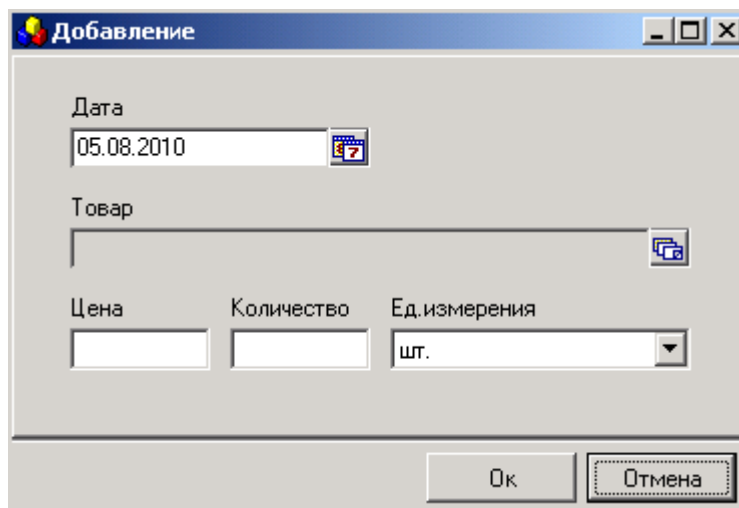 Добавление
Дата
05.08.2010
Товар
Цена Количество Ед.измерения
шт.
Ок Отмена